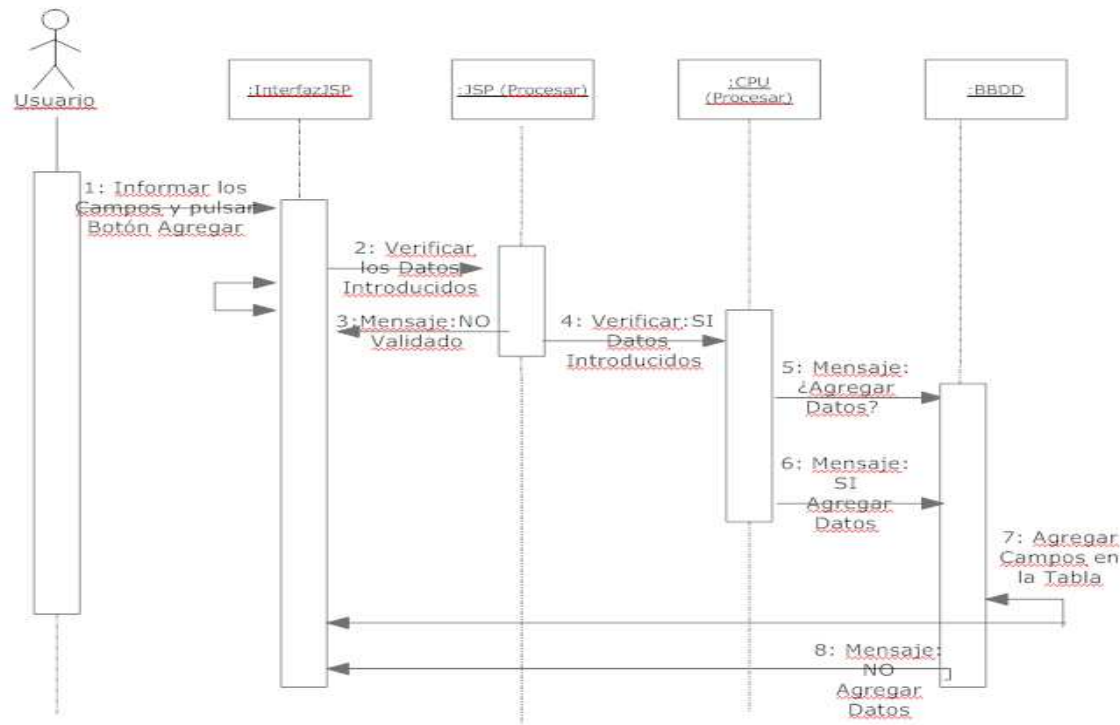 Usuario
:InterfazJSP
:JSP (Procesar)
:CPU
(Procesar)
:BBDD
1: Informar los
Campos y pulsar
Botón Agregar
2: Verificar
los Datos
Introducidos
3:Mensaje:NO
Validado
4: Verificar:SI
Datos
Introducidos
5: Mensaje:
¿Agregar
Datos?
6: Mensaje:
SI
Agregar
Datos
7: Agregar
Campos en
la Tabla
8: Mensaje:
NO
Agregar
Datos